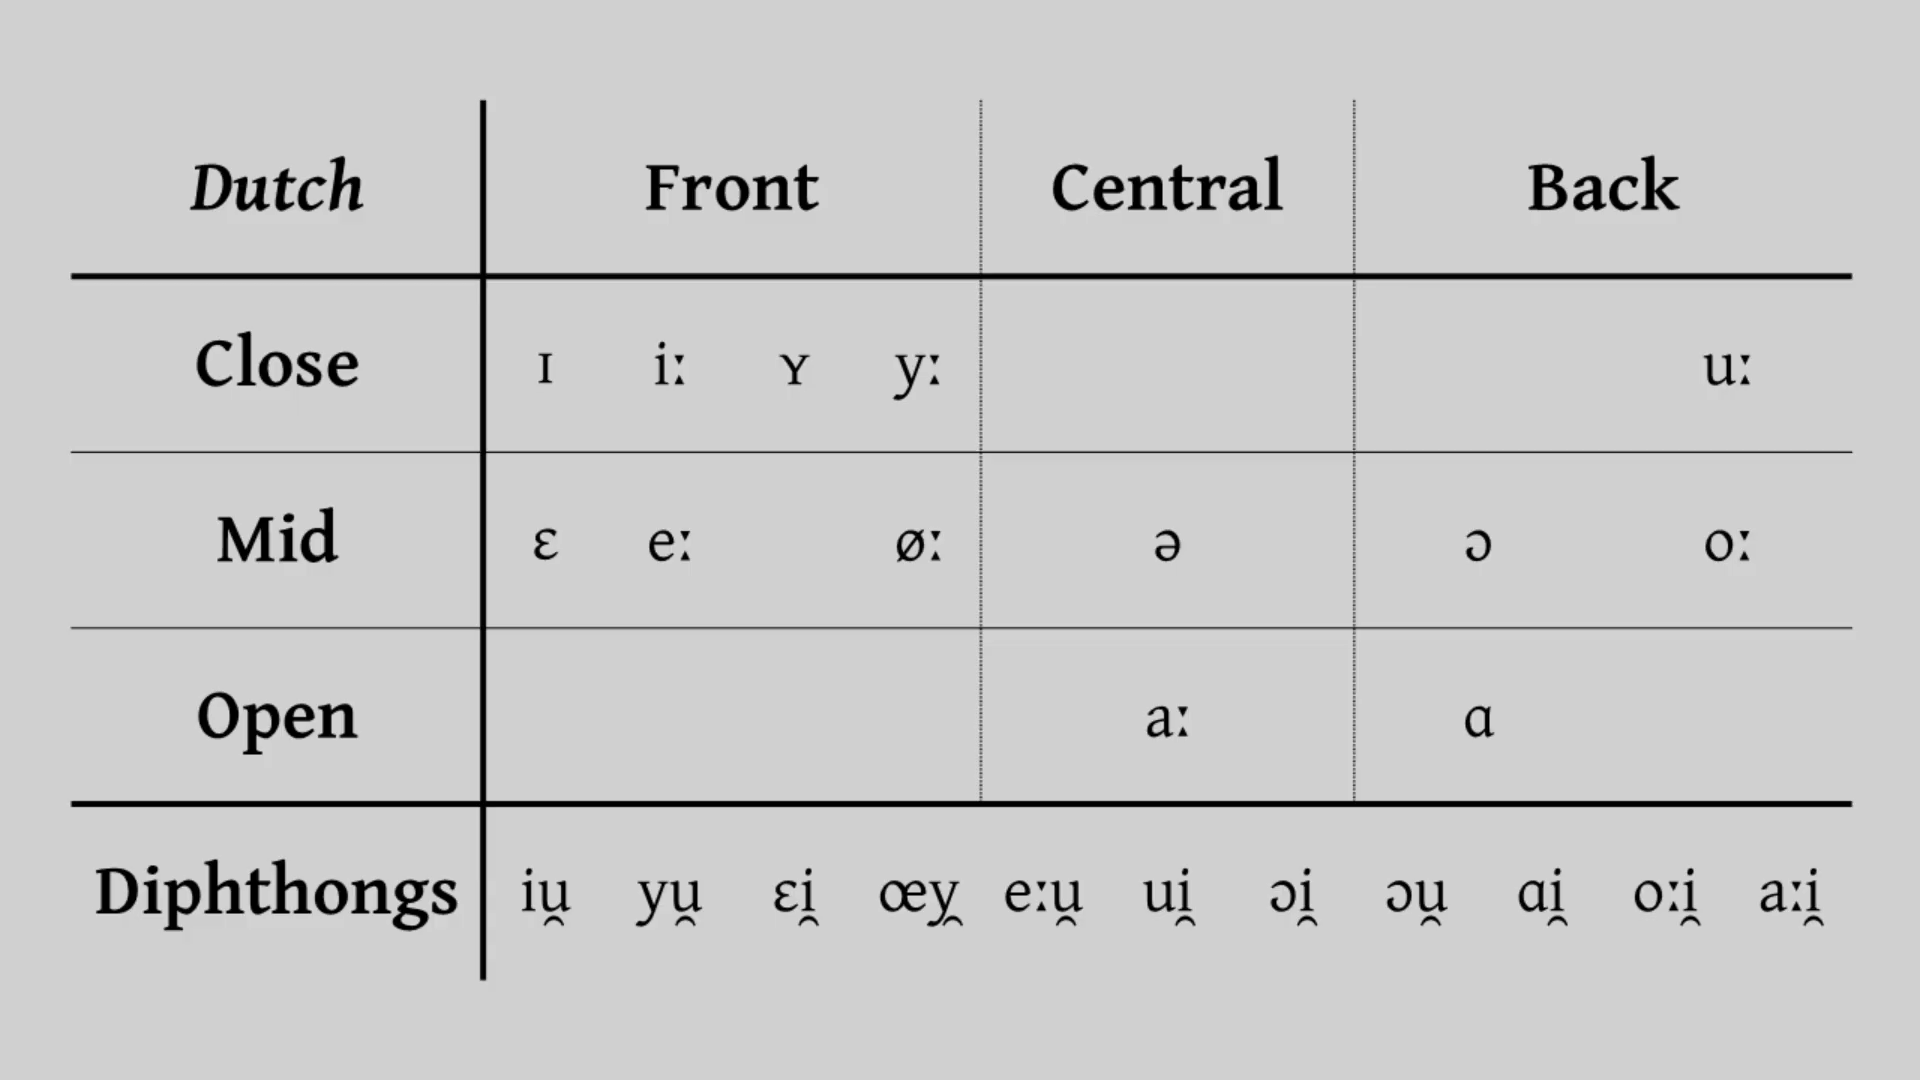 Dutch Front Central Back
Close ɪ iː ʏ yː uː
Mid ɛ eː øː ə ɔ oː
Open aː ɑ
Diphthongs iu̯ yu̯ ɛi̯ œy̯ eːu̯ ui̯ ɔi̯ ɔu̯ ɑi̯ oːi̯ aːi̯